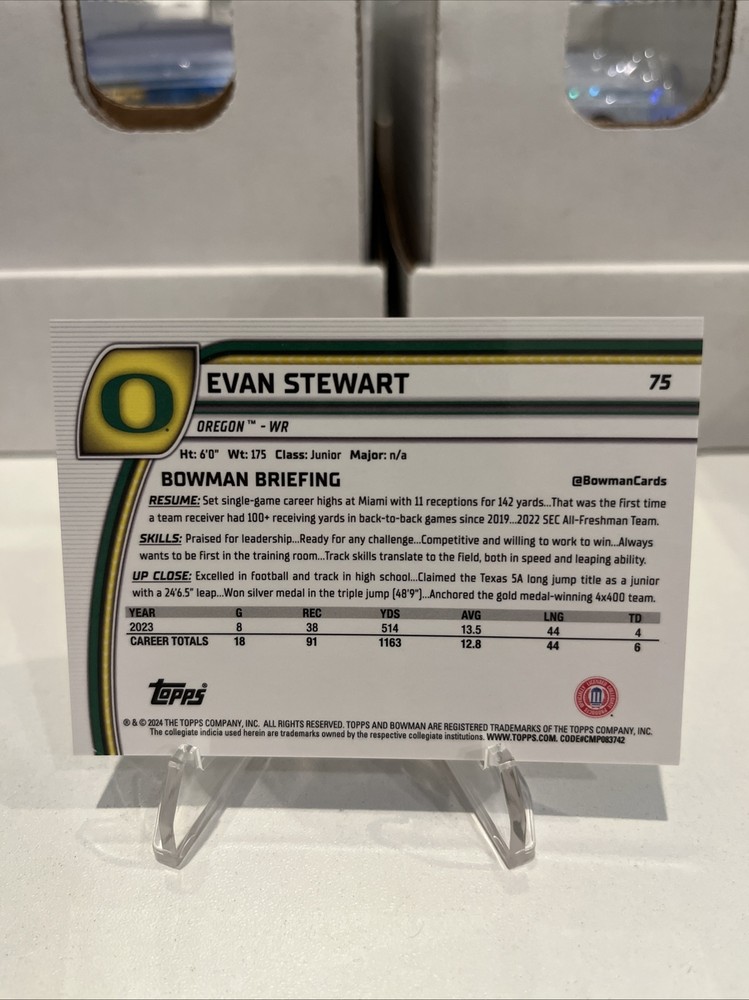 O
EVAN STEWART 75
OREGON™ - WR
Ht: 6'0" Wt: 175 Class: Junior Major: n/a
BOWMAN BRIEFING @BowmanCards
RESUME: Set single-game career highs at Miami with 11 receptions for 142 yards...That was the first time
a team receiver had 100+ receiving yards in back-to-back games since 2019...2022 SEC All-Freshman Team.
SKILLS: Praised for leadership...Ready for any challenge...Competitive and willing to work to win...Always
wants to be first in the training room...Track skills translate to the field, both in speed and leaping ability.
UP CLOSE: Excelled in football and track in high school...Claimed the Texas 5A long jump title as a junior
with a 24'6.5" leap...Won silver medal in the triple jump (48'9")...Anchored the gold medal-winning 4x400 team.
YEAR G REC YDS AVG LNG TD
2023 8 38 514 13.5 44 4
CAREER TOTALS 18 91 1163 12.8 44 6
Topps®
® & © 2024 THE TOPPS COMPANY, INC. ALL RIGHTS RESERVED. TOPPS AND BOWMAN ARE REGISTERED TRADEMARKS OF THE TOPPS COMPANY, INC.
The collegiate indicia used herein are trademarks owned by the respective collegiate institutions. WWW.TOPPS.COM. CODE#CMP083742